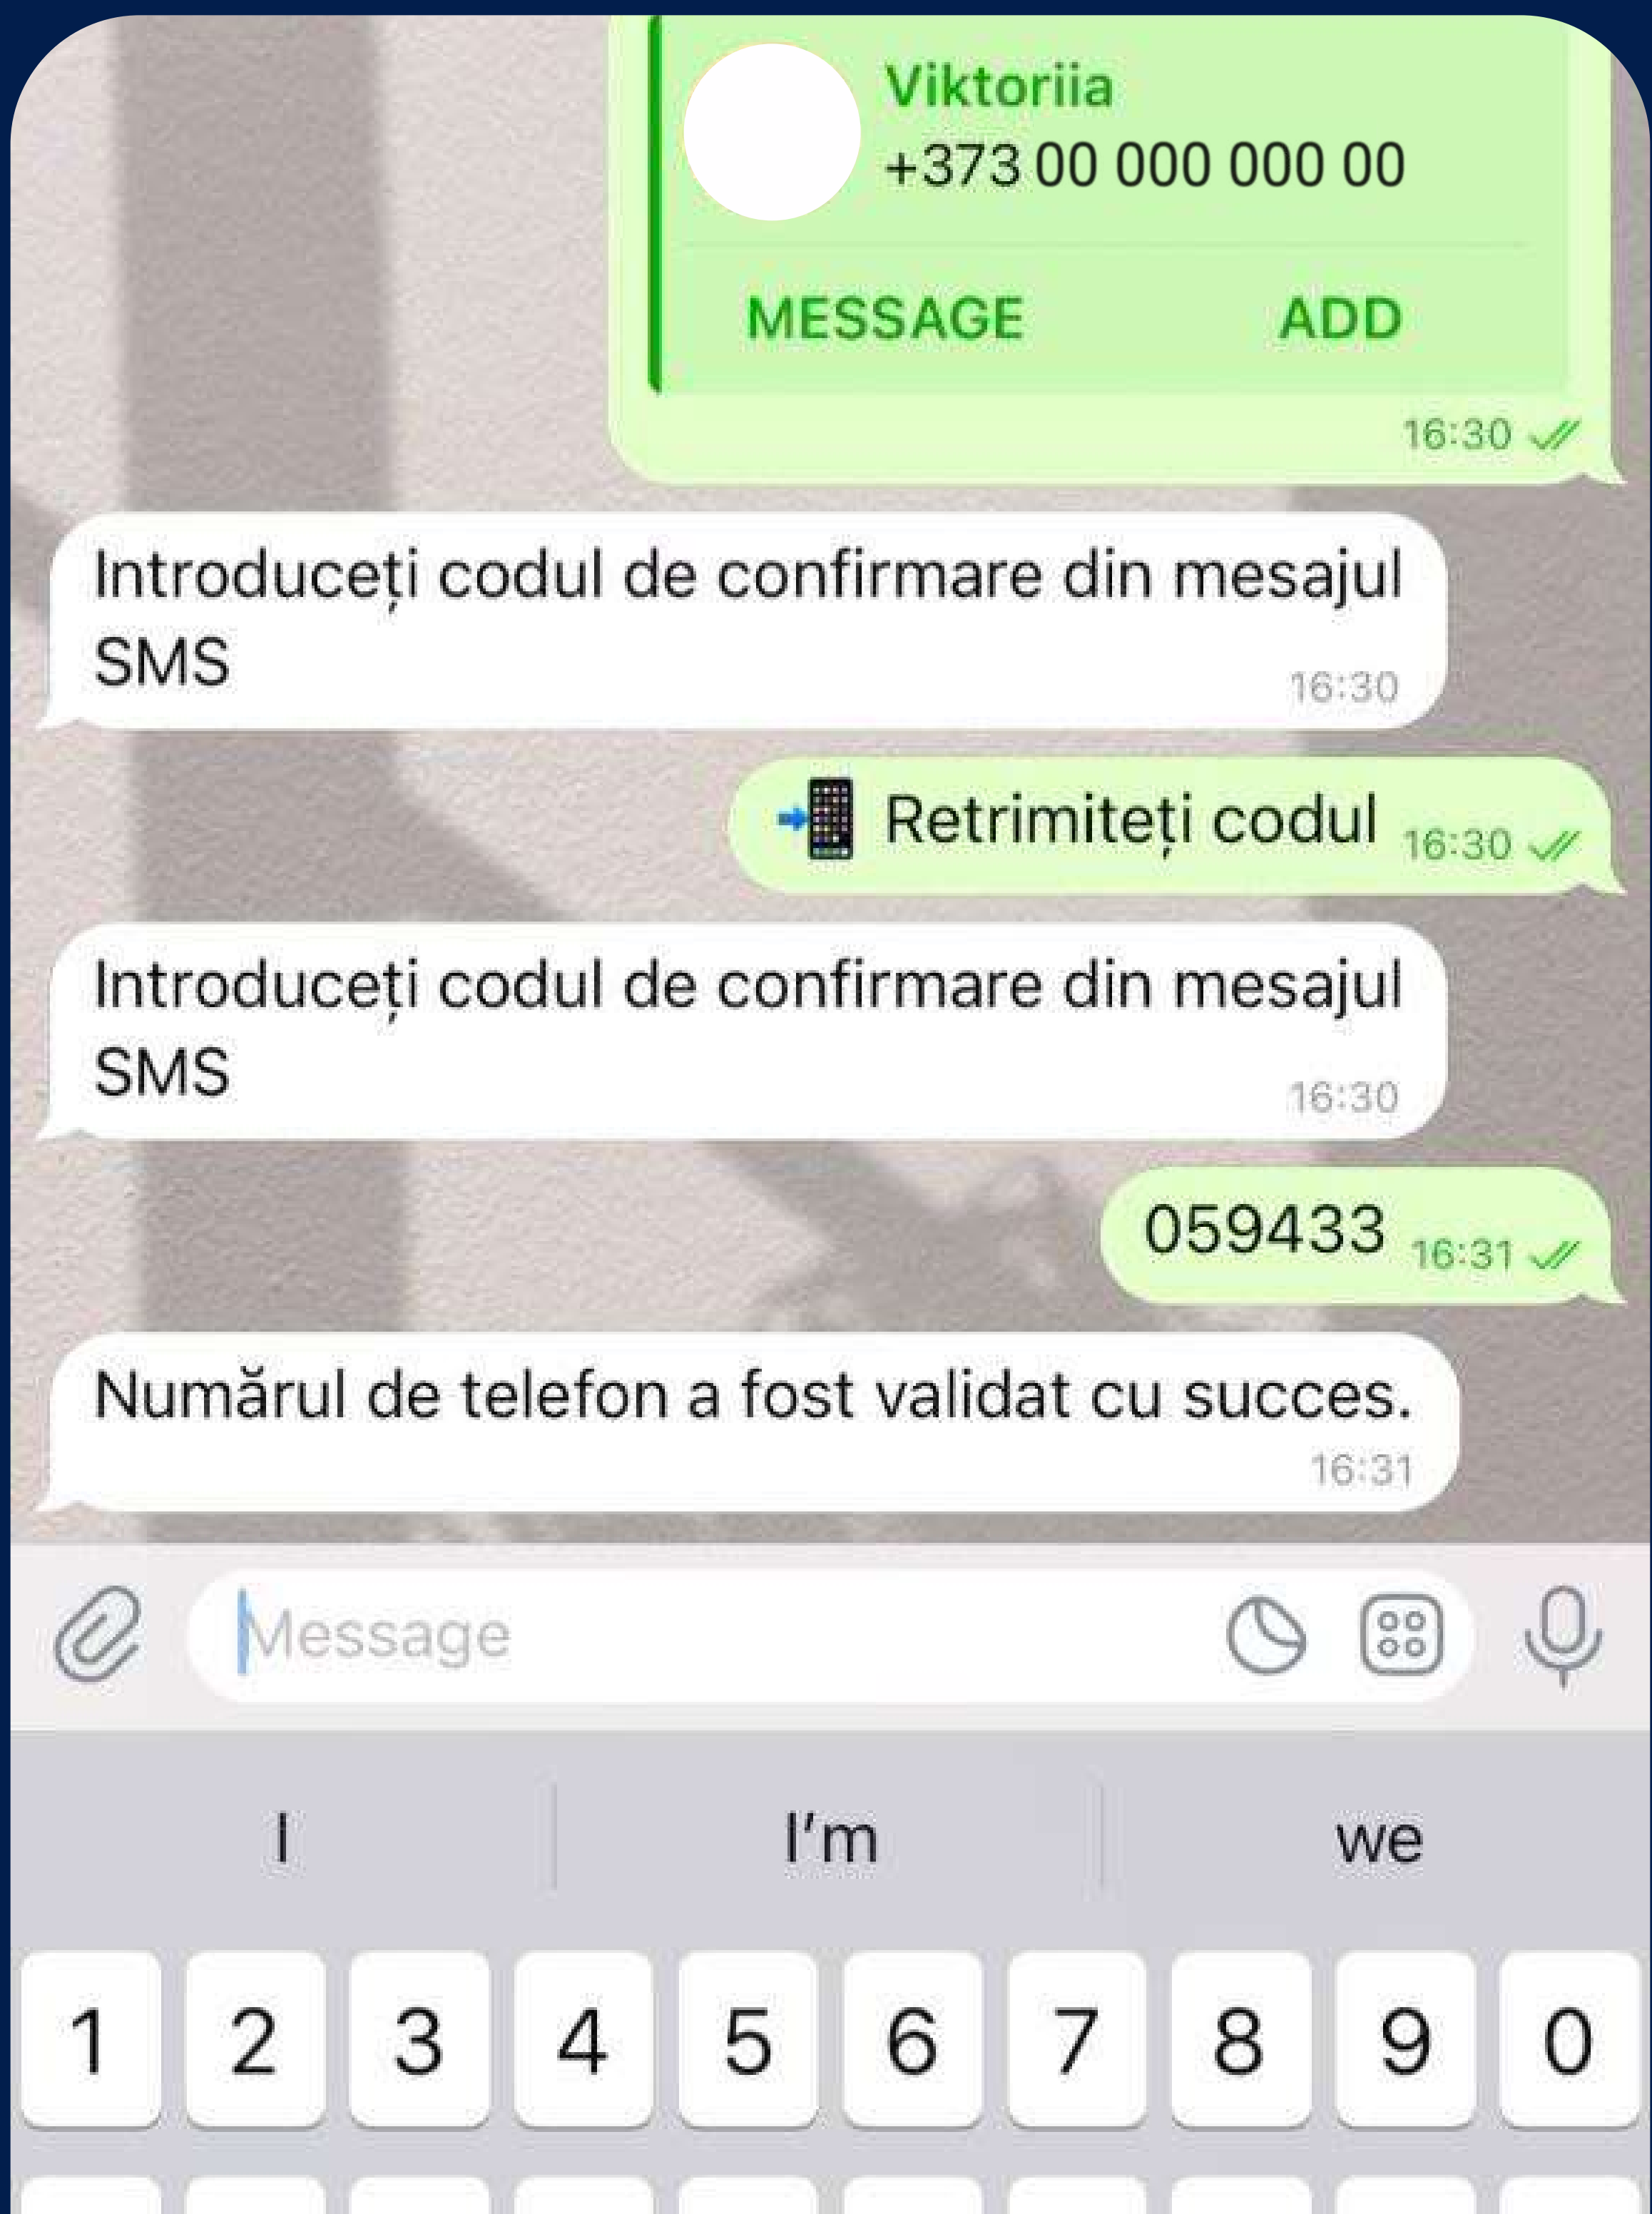 Viktoriia
+373 00 000 000 00
MESSAGE ADD
16:30
Introduceți codul de confirmare din mesajul
SMS
16:30
Retrimiteți codul 16:30
Introduceți codul de confirmare din mesajul
SMS
16:30
059433 16:31
Numărul de telefon a fost validat cu succes.
16:31
Message
I I'm we
1 2 3 4 5 6 7 8 9 0